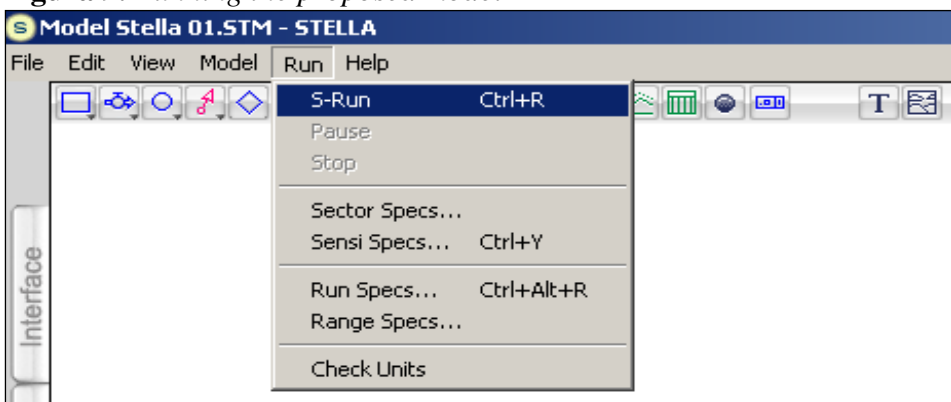 Model Stella 01.STM - STELLA
File Edit View Model Run Help
T
S-Run Ctrl+R
Pause
Stop
Sector Specs...
Sensi Specs... Ctrl+Y
Run Specs... Ctrl+Alt+R
Range Specs...
Check Units
Interface